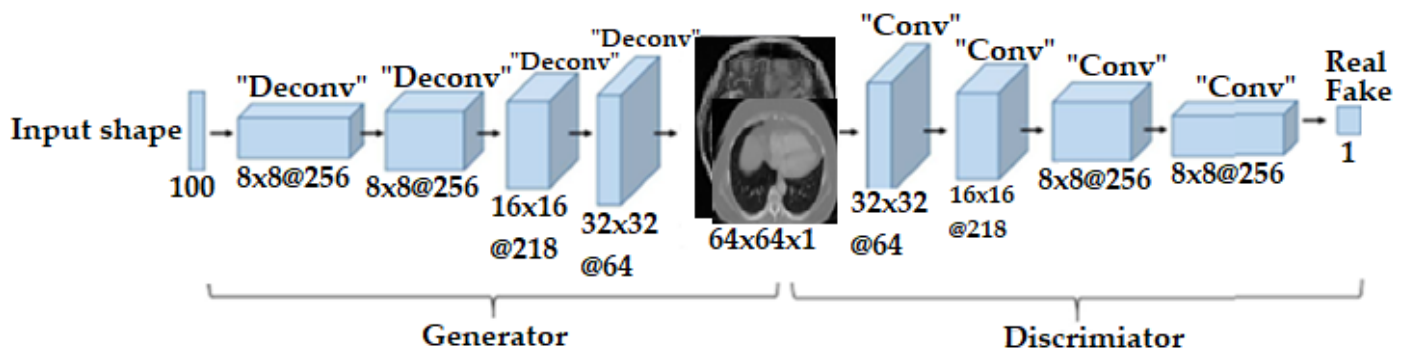 Input shape
100
"Deconv"
8x8@256
"Deconv"
8x8@256
"Deconv"
16x16
@218
"Deconv"
32x32
@64
64x64x1
"Conv"
32x32
@64
"Conv"
16x16
@218
"Conv"
8x8@256
"Conv"
8x8@256
Real
Fake
1
Generator
Discrimiator